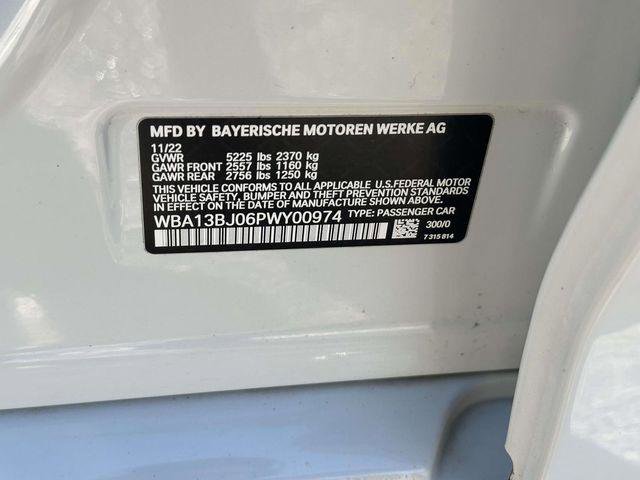 MFD BY BAYERISCHE MOTOREN WERKE AG
11/22
GVWR 5225 lbs 2370 kg
GAWR FRONT 2557 lbs 1160 kg
GAWR REAR 2756 lbs 1250 kg
THIS VEHICLE CONFORMS TO ALL APPLICABLE U.S. FEDERAL MOTOR
VEHICLE SAFETY, BUMPER, AND THEFT PREVENTION STANDARDS
IN EFFECT ON THE DATE OF MANUFACTURE SHOWN ABOVE.
WBA13BJ06PWY00974 TYPE: PASSENGER CAR
300/0
7 315 814